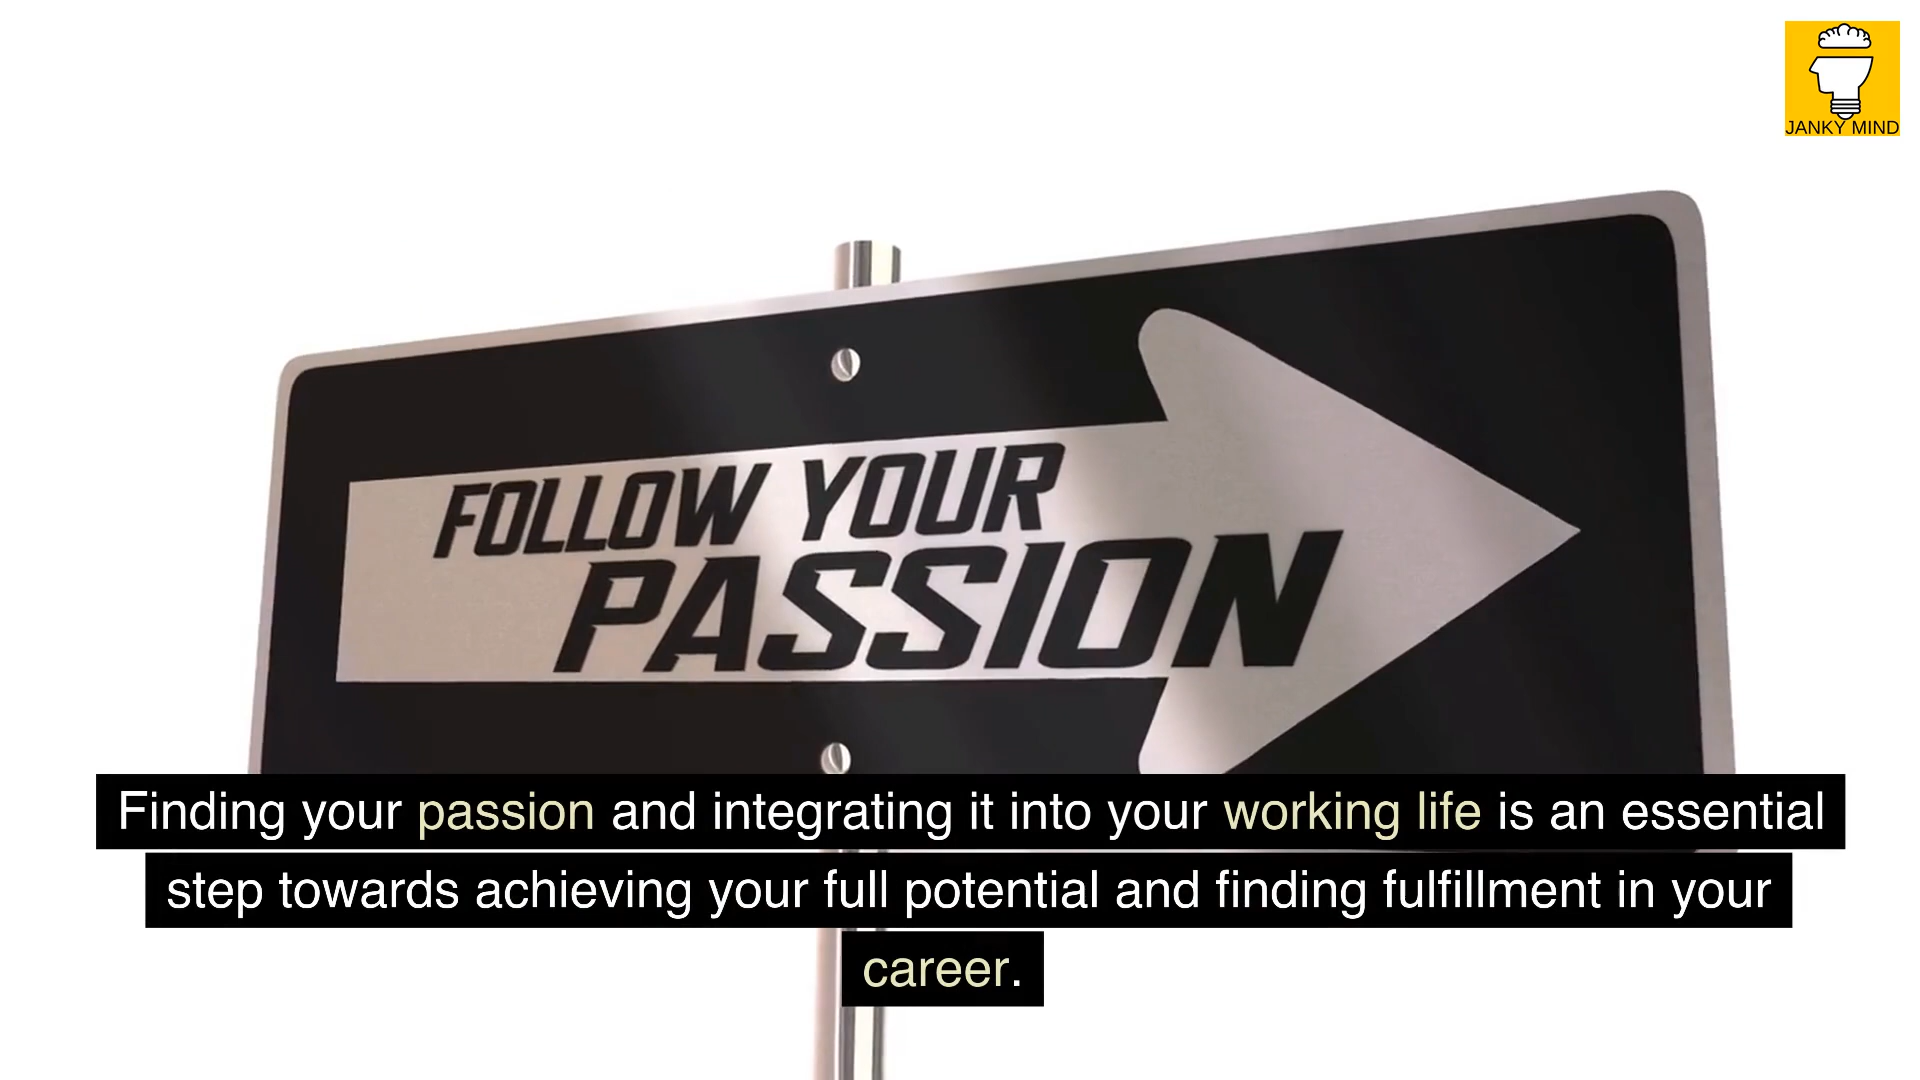 JANKY MIND
FOLLOW YOUR
PASSION
Finding your passion and integrating it into your working life is an essential
step towards achieving your full potential and finding fulfillment in your
career.